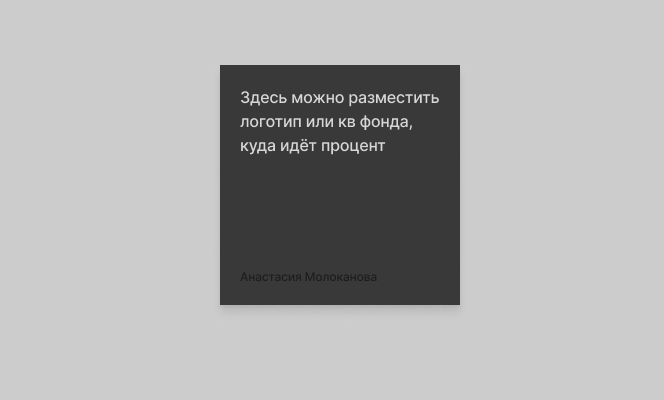 Здесь можно разместить
логотип или кв фонда,
куда идёт процент
Анастасия Молоканова